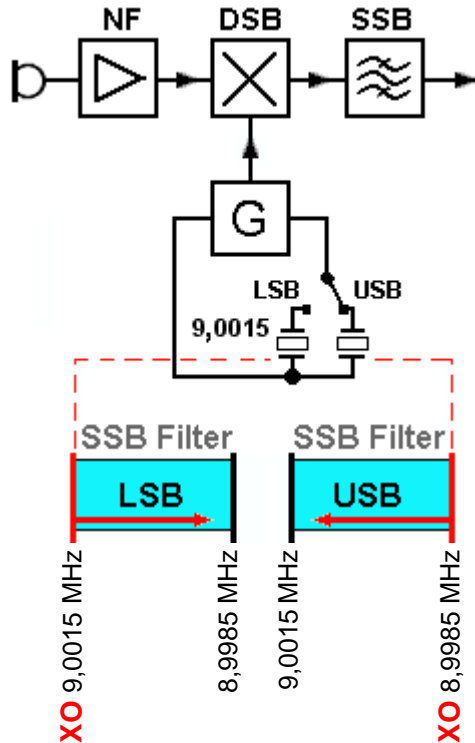 NF DSB SSB
G
LSB USB
9,0015
SSB Filter SSB Filter
LSB USB
XO 9,0015 MHz
8,9985 MHz
9,0015 MHz
XO 8,9985 MHz